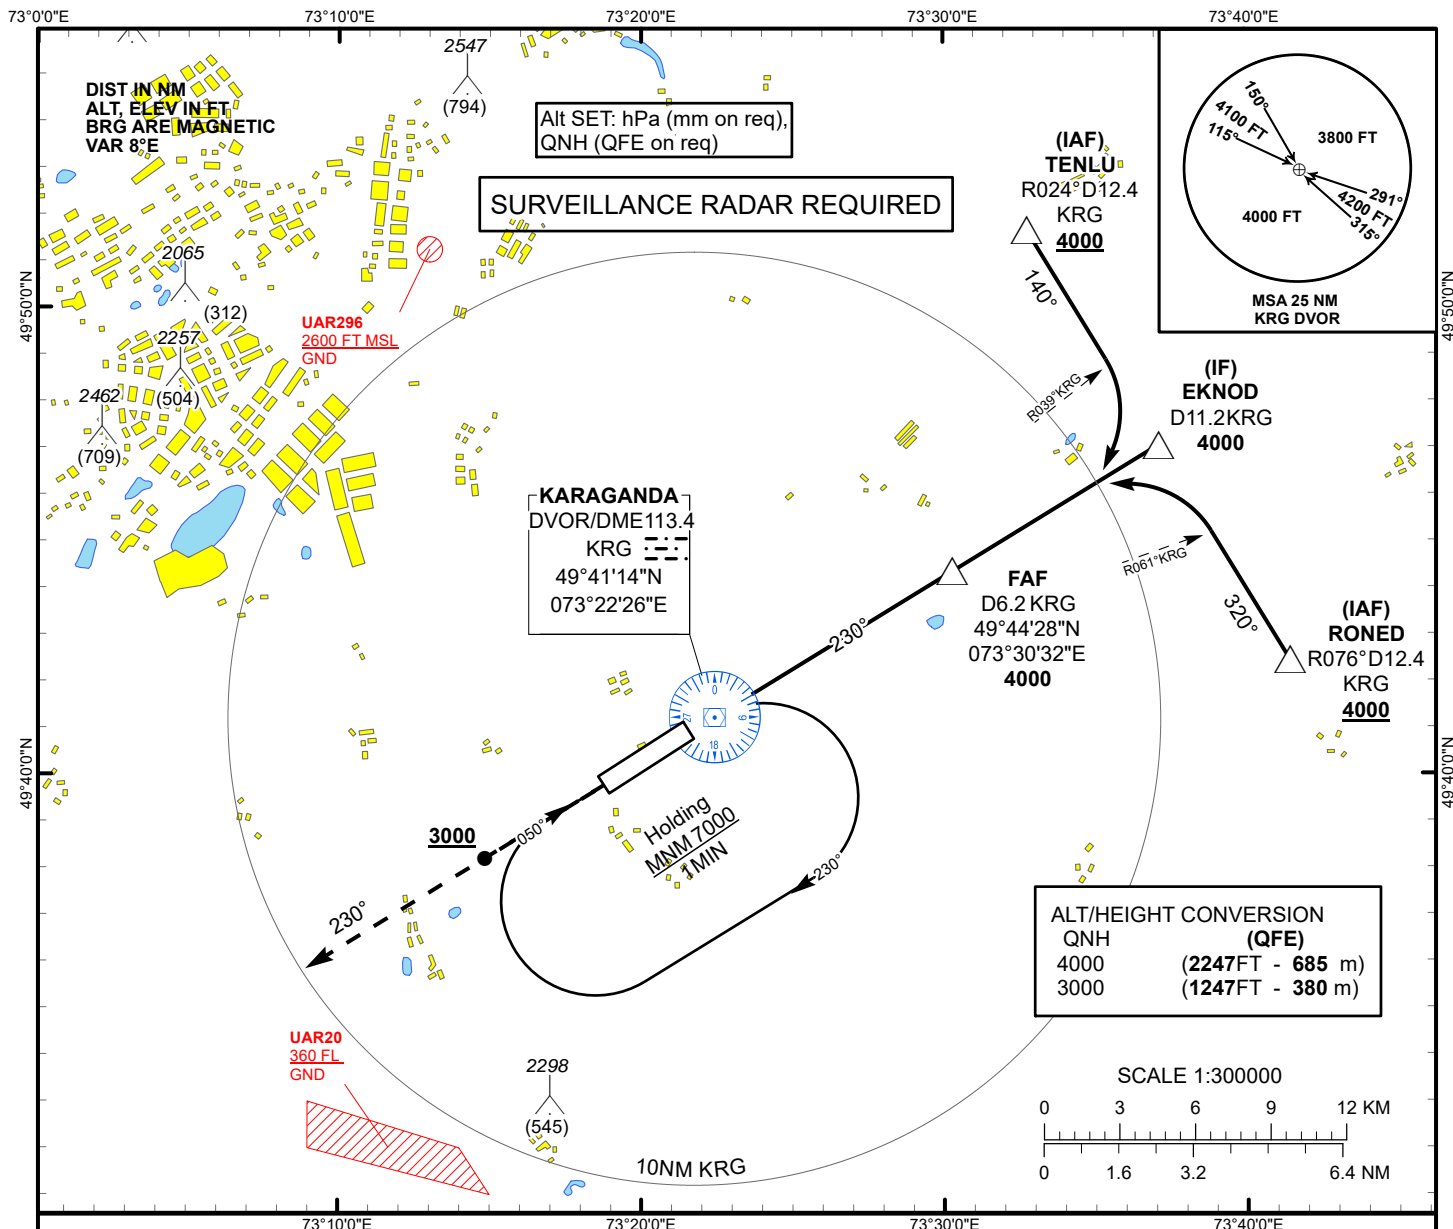 73°0'0"E
73°10'0"E
73°20'0"E
73°30'0"E
73°40'0"E
DIST IN NM
ALT, ELEV IN FT
BRG ARE MAGNETIC
VAR 8°E
2547
(794)
Alt SET: hPa (mm on req),
QNH (QFE on req)
SURVEILLANCE RADAR REQUIRED
(IAF)
TENLU
R024°D12.4
KRG
4000
150°
4100 FT
115°
3800 FT
291°
4200 FT
315°
4000 FT
MSA 25 NM
KRG DVOR
49°50'0"N
49°50'0"N
2065
(312)
2257
(504)
2462
(709)
UAR296
2600 FT MSL
GND
140°
R039°KRG
(IF)
EKNOD
D11.2KRG
4000
KARAGANDA
DVOR/DME113.4
KRG
49°41'14"N
073°22'26"E
R061°KRG
FAF
D6.2 KRG
49°44'28"N
073°30'32"E
4000
320°
(IAF)
RONED
R076°D12.4
KRG
4000
230°
0
9
18
27
49°40'0"N
49°40'0"N
3000
050°
Holding
MNM 7000
1MIN
230°
230°
ALT/HEIGHT CONVERSION
QNH (QFE)
4000 (2247FT - 685 m)
3000 (1247FT - 380 m)
UAR20
360 FL
GND
2298
(545)
10NM KRG
SCALE 1:300000
0 3 6 9 12 KM
0 1.6 3.2 6.4 NM
73°10'0"E
73°20'0"E
73°30'0"E
73°40'0"E